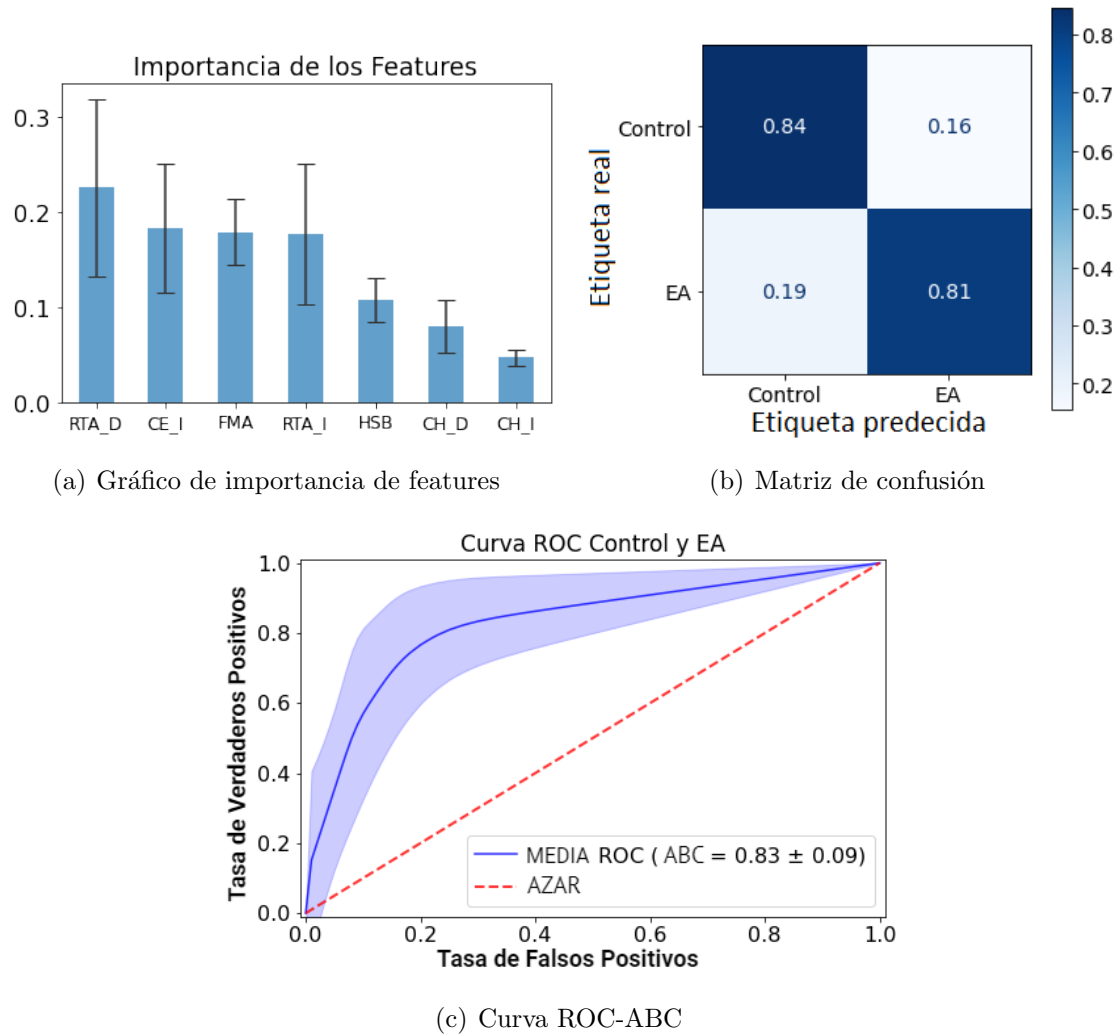 Importancia de los Features
0.3
0.2
0.1
0.0
RTA_D CE_I FMA RTA_I HSB CH_D CH_I
(a) Gráfico de importancia de features
Etiqueta real
Control
EA
0.84 0.16
0.19 0.81
Control EA
Etiqueta predecida
0.8
0.7
0.6
0.5
0.4
0.3
0.2
(b) Matriz de confusión
Curva ROC Control y EA
Tasa de Verdaderos Positivos
1.0
0.8
0.6
0.4
0.2
0.0
MEDIA ROC ( ABC = 0.83 ± 0.09)
AZAR
0.0 0.2 0.4 0.6 0.8 1.0
Tasa de Falsos Positivos
(c) Curva ROC-ABC